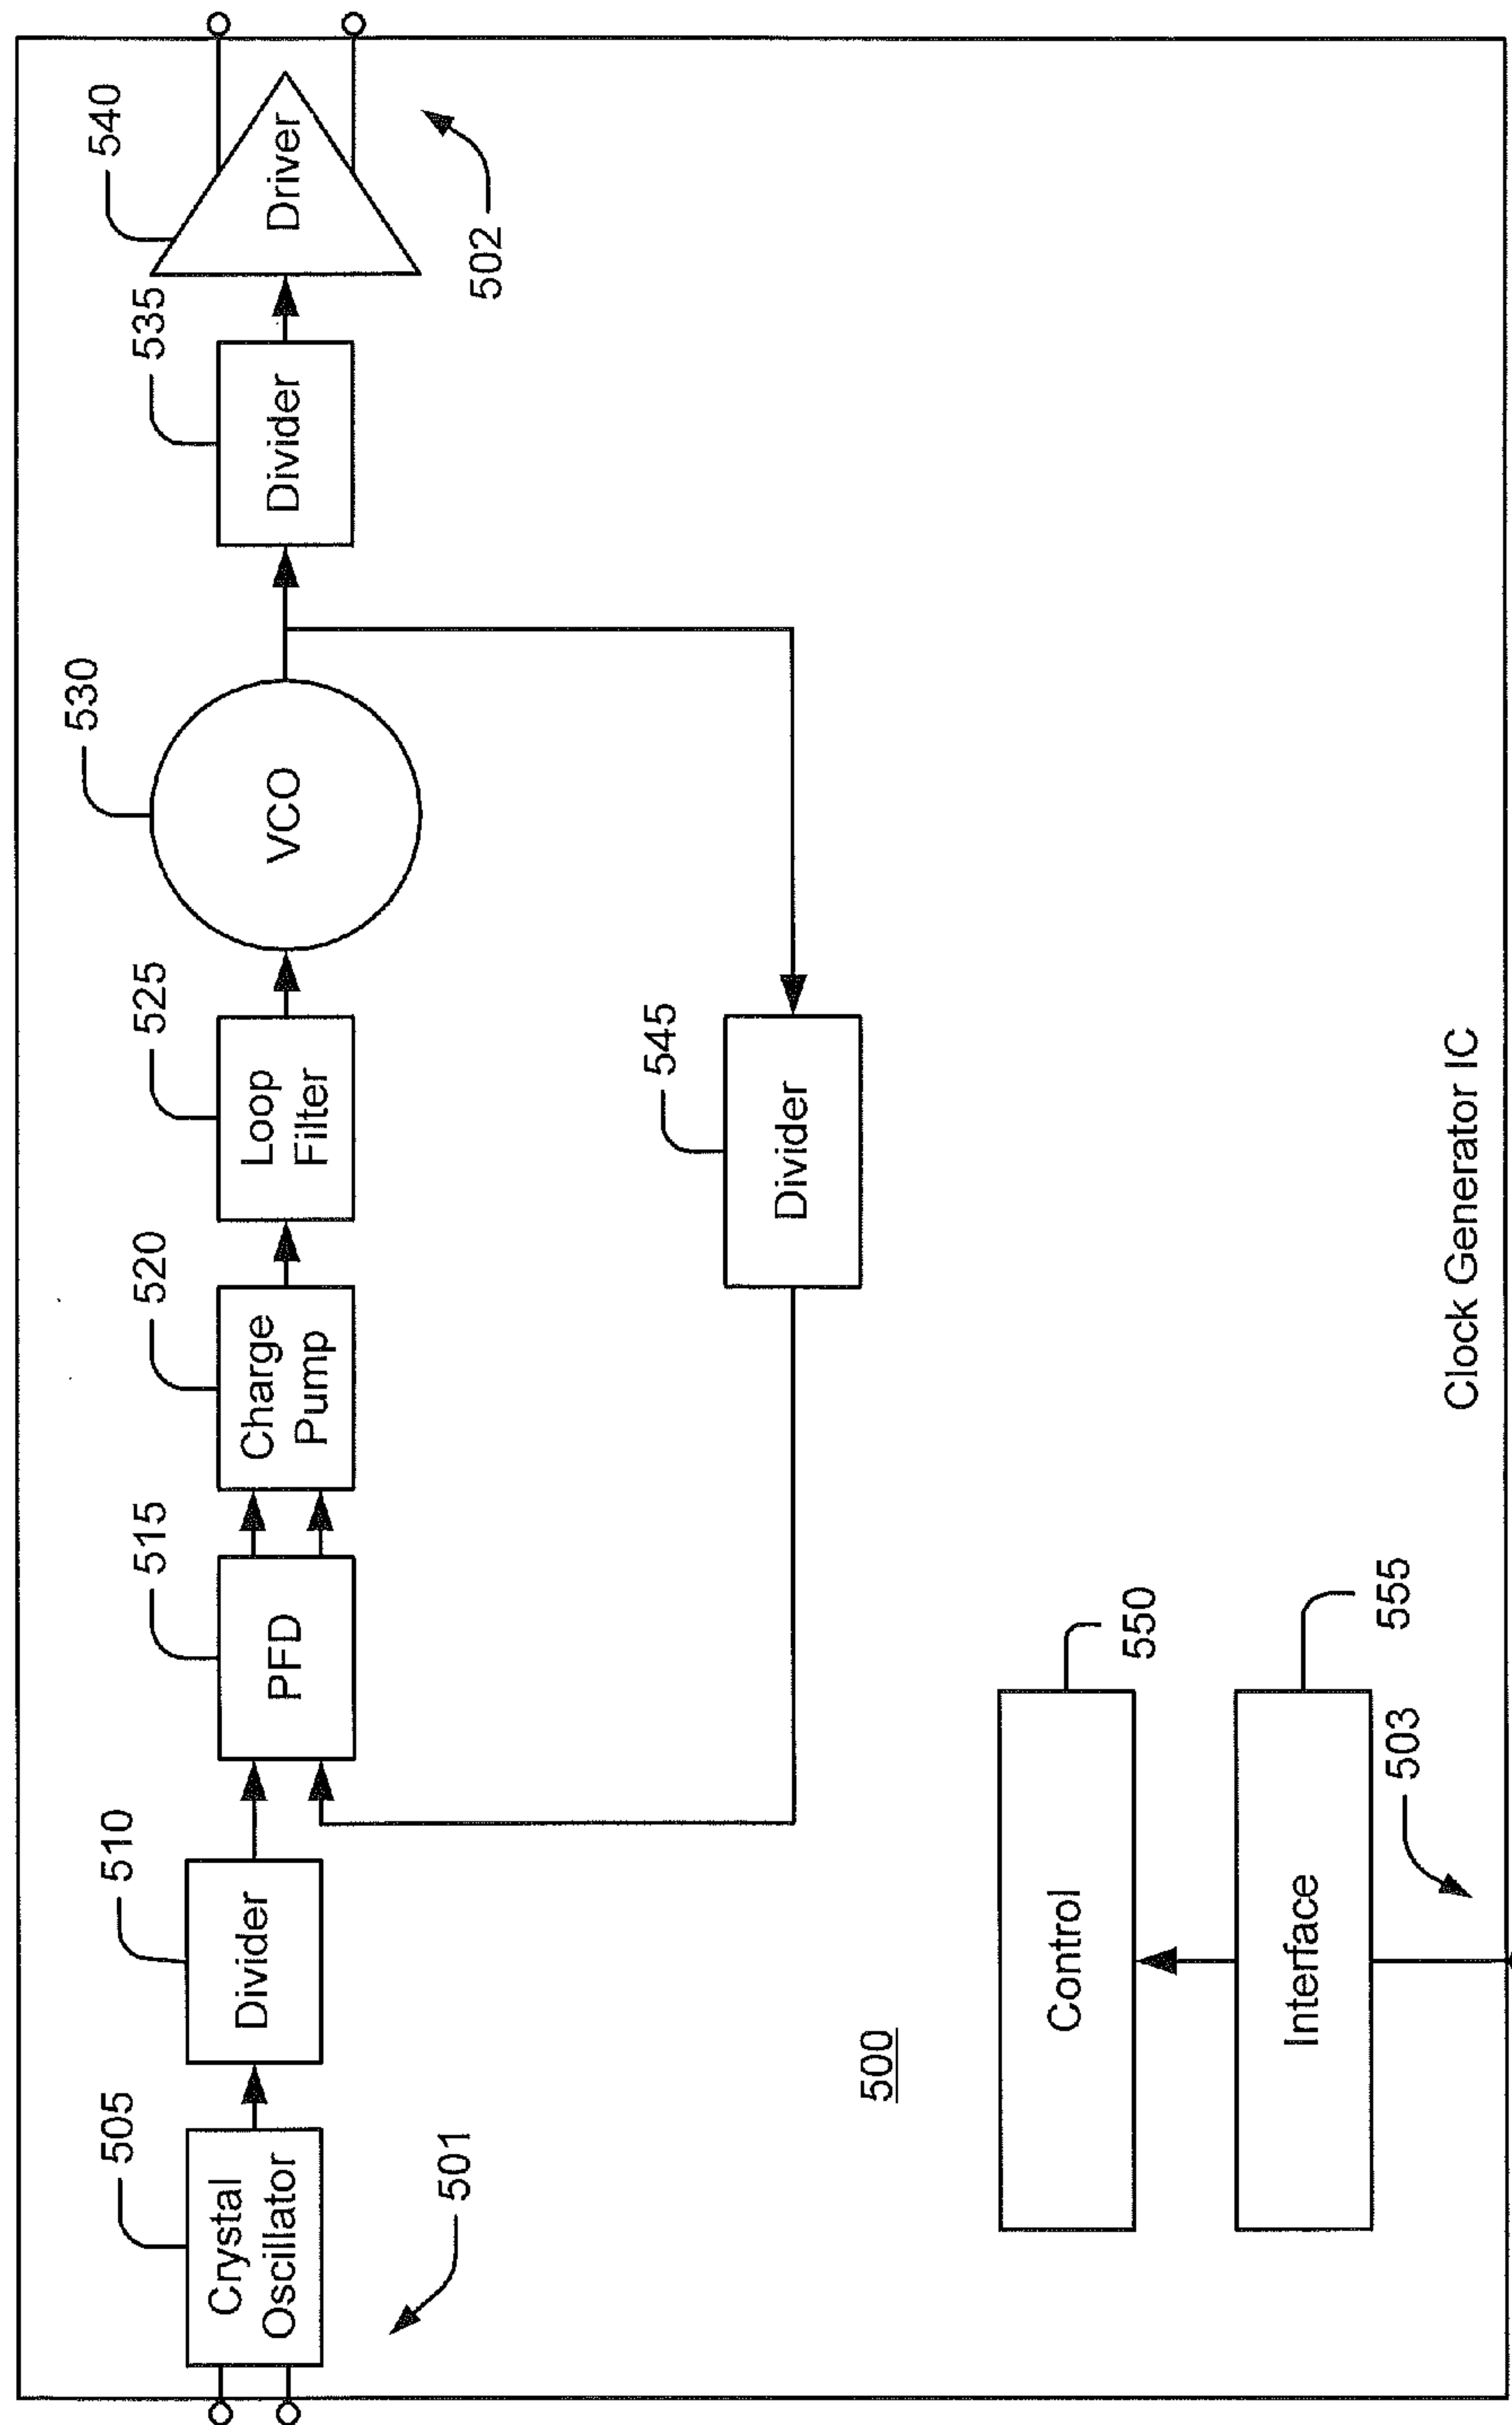 505
Crystal
Oscillator
501
510
Divider
515
PFD
520
Charge
Pump
525
Loop
Filter
530
VCO
535
Divider
540
Driver
502
545
Divider
500
Control
550
Interface
555
503
Clock Generator IC